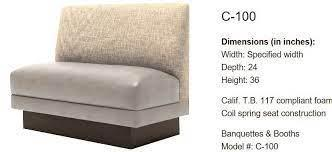 C-100
Dimensions (in inches):
Width: Specified width
Depth: 24
Height: 36
Calif. T.B. 117 compliant foam
Coil spring seat construction
Banquettes & Booths
Model #: C-100